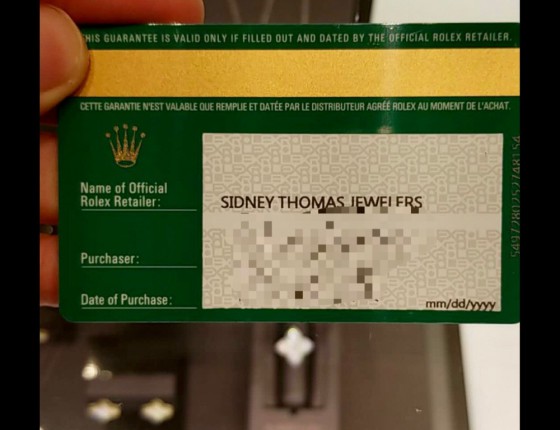 THIS GUARANTEE IS VALID ONLY IF FILLED OUT AND DATED BY THE OFFICIAL ROLEX RETAILER.
CETTE GARANTIE N'EST VALABLE QUE REMPLIE ET DATÉE PAR LE DISTRIBUTEUR AGRÉÉ ROLEX AU MOMENT DE L'ACHAT.
Name of Official
Rolex Retailer:
SIDNEY THOMAS JEWELERS
Purchaser:
Date of Purchase:
mm/dd/yyyy